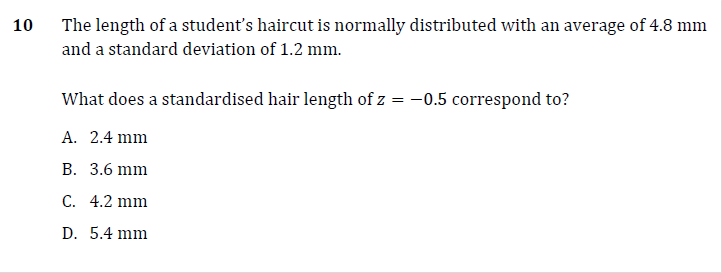 10 The length of a student’s haircut is normally distributed with an average of 4.8 mm
and a standard deviation of 1.2 mm.
What does a standardised hair length of z = −0.5 correspond to?
A. 2.4 mm
B. 3.6 mm
C. 4.2 mm
D. 5.4 mm